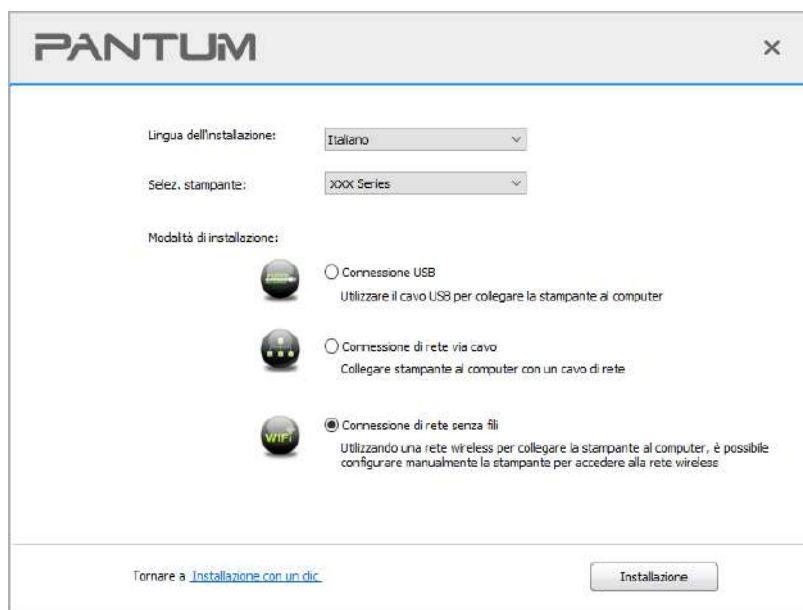 PANTUM
Lingua dell'installazione:
Italiano
Selez. stampante:
xxx Series
Modalità di installazione:
Connessione USB
Utilizzare il cavo USB per collegare la stampante al computer
Connessione di rete via cavo
Collegare stampante al computer con un cavo di rete
WiFi
Connessione di rete senza fili
Utilizzando una rete wireless per collegare la stampante al computer, è possibile
configurare manualmente la stampante per accedere alla rete wireless
Tornare a Installazione con un clic
Installazione